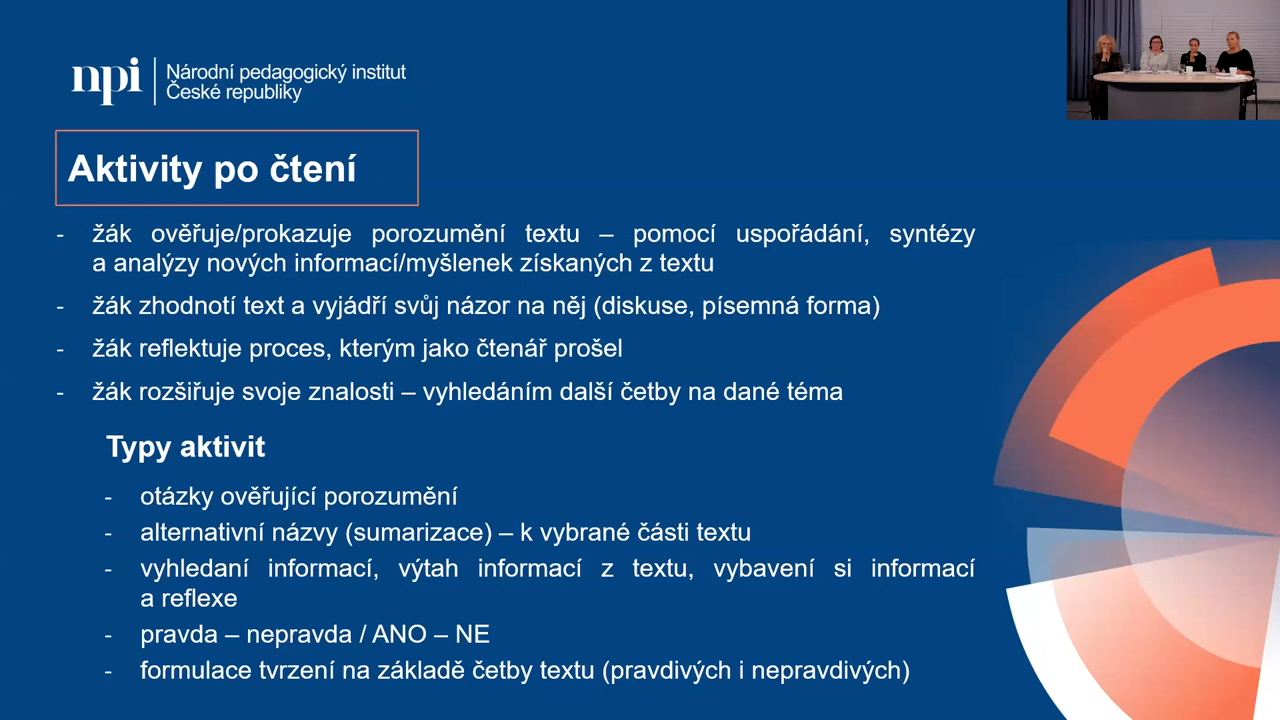 npi
Národní pedagogický institut
České republiky
Aktivity po čtení
- žák ověřuje/prokazuje porozumění textu – pomocí uspořádání, syntézy
a analýzy nových informací/myšlenek získaných z textu
- žák zhodnotí text a vyjádří svůj názor na něj (diskuse, písemná forma)
- žák reflektuje proces, kterým jako čtenář prošel
- žák rozšiřuje svoje znalosti – vyhledáním další četby na dané téma
Typy aktivit
- otázky ověřující porozumění
- alternativní názvy (sumarizace) – k vybrané části textu
- vyhledaní informací, výtah informací z textu, vybavení si informací
a reflexe
- pravda – nepravda / ANO – NE
- formulace tvrzení na základě četby textu (pravdivých i nepravdivých)